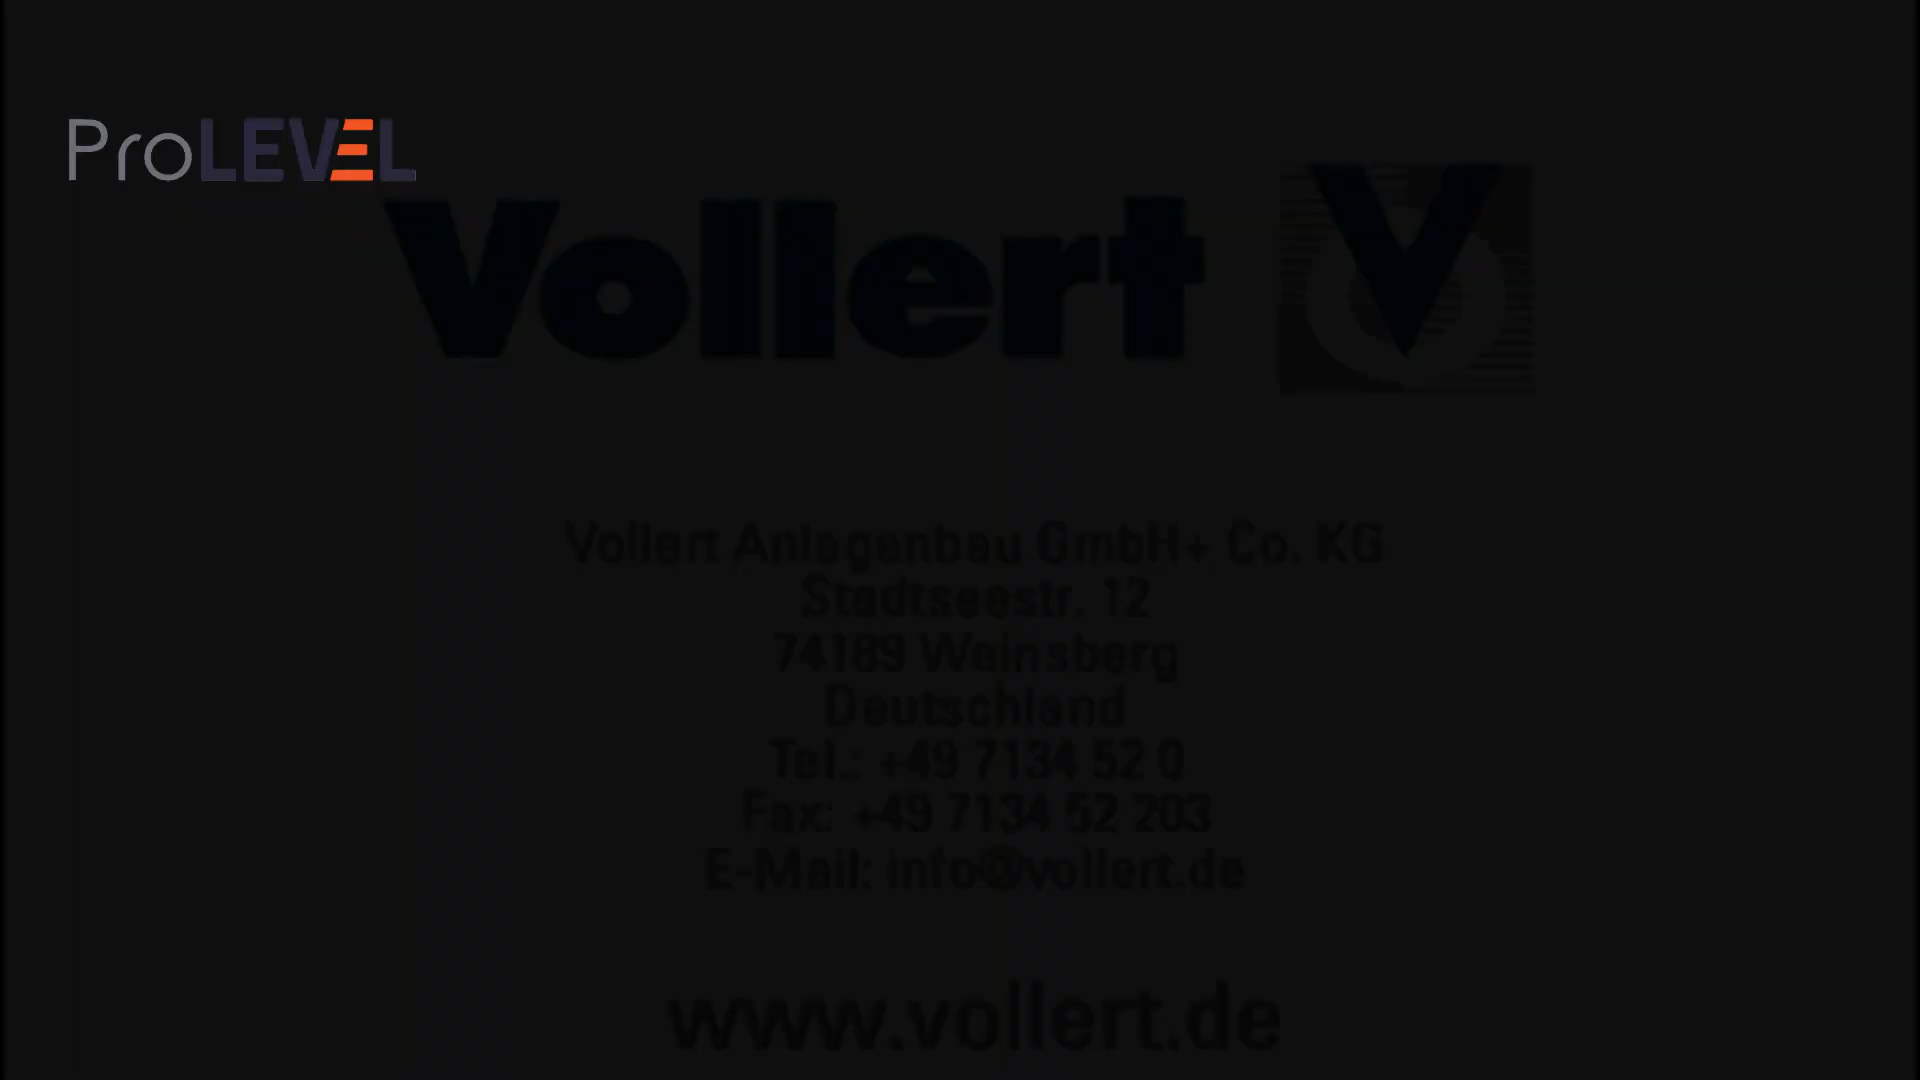 ProLEVEL
Vollert V
Vollert Anlagenbau GmbH+ Co. KG
Stadtseestr. 12
74189 Weinsberg
Deutschland
Tel.: +49 7134 52 0
Fax: +49 7134 52 203
E-Mail: info@vollert.de
www.vollert.de